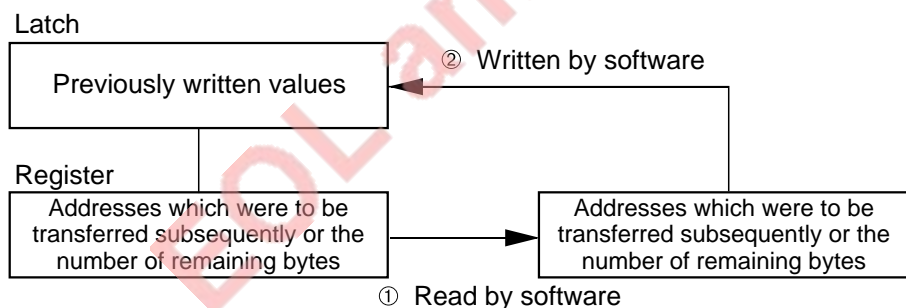 Latch
Previously written values
② Written by software
Register
Addresses which were to be
transferred subsequently or the
number of remaining bytes
Addresses which were to be
transferred subsequently or the
number of remaining bytes
① Read by software
EOL an